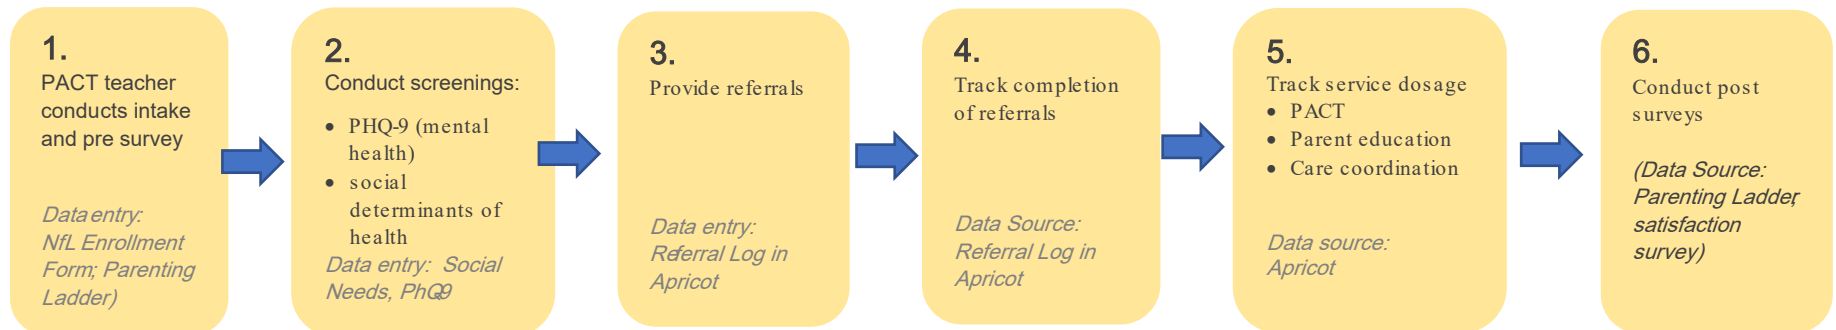 1.
PACT teacher
conducts intake
and pre survey
Data entry:
NfL Enrollment
Form; Parenting
Ladder)
2.
Conduct screenings:
• PHQ-9 (mental
health)
• social
determinants of
health
Data entry: Social
Needs, PhQ9
3.
Provide referrals
Data entry:
Referral Log in
Apricot
4.
Track completion
of referrals
Data Source:
Referral Log in
Apricot
5.
Track service dosage
• PACT
• Parent education
• Care coordination
Data source:
Apricot
6.
Conduct post
surveys
(Data Source:
Parenting Ladder,
satisfaction
survey)